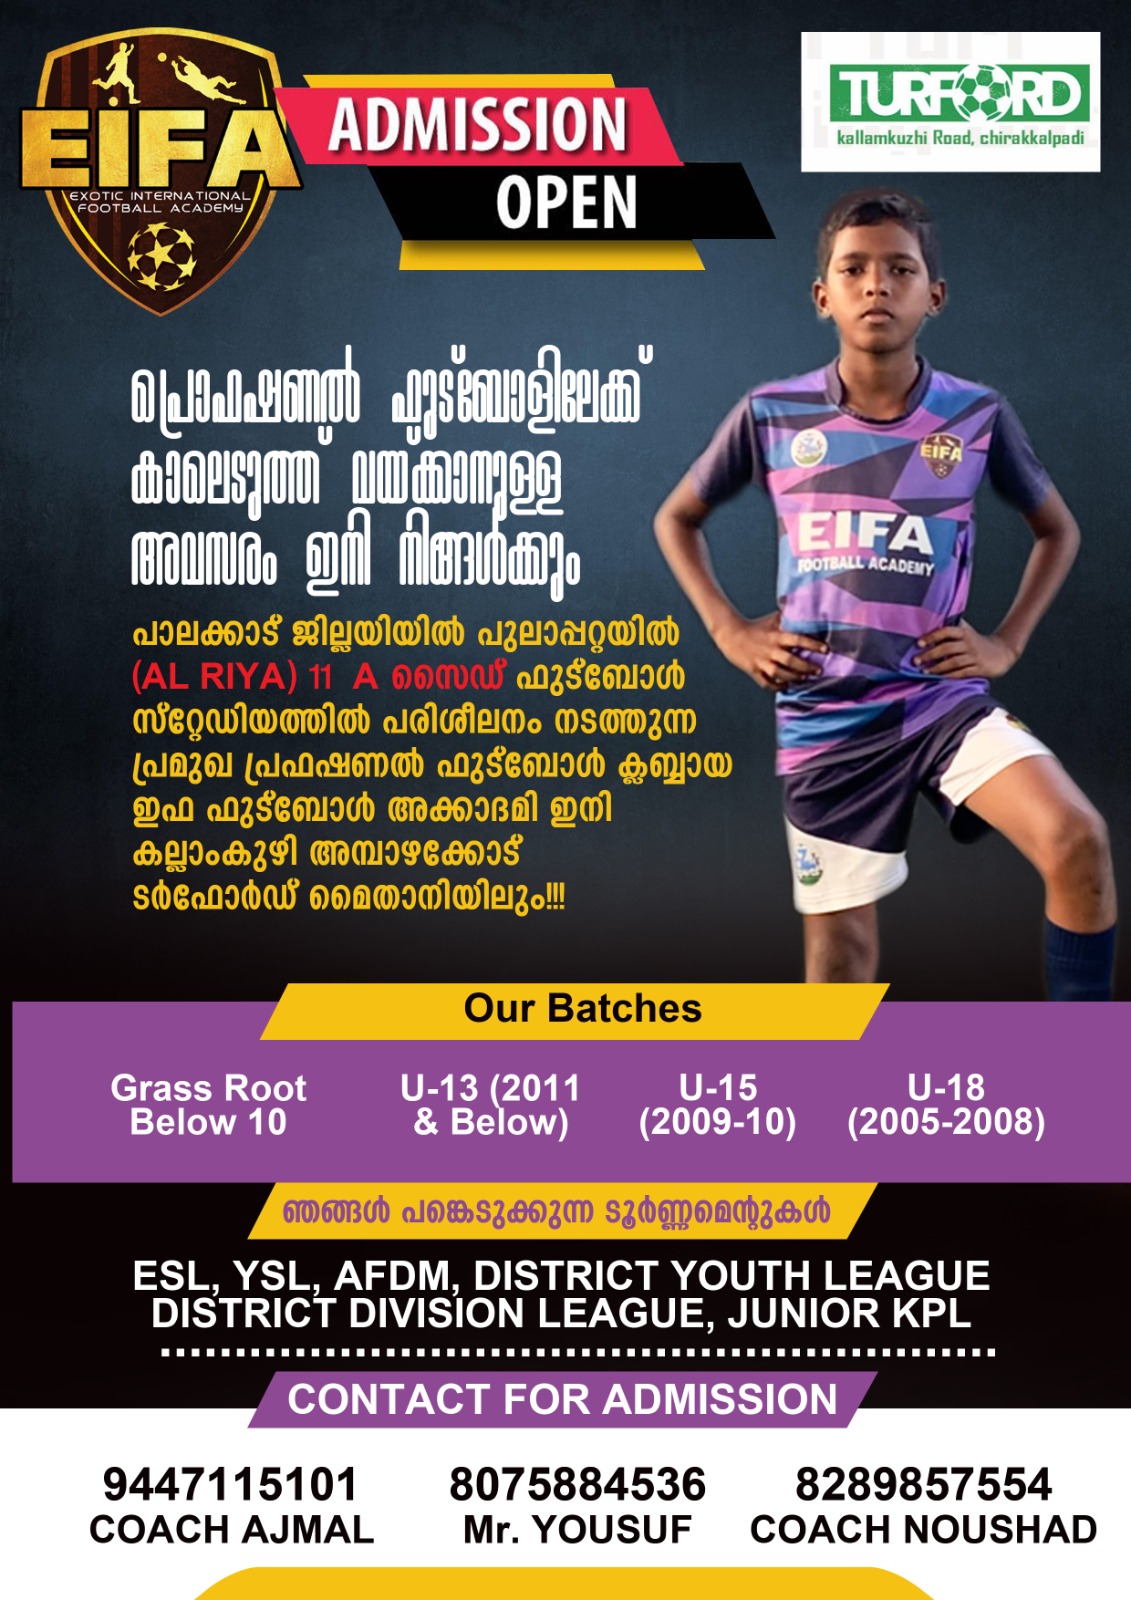 EIFA
EXOTIC INTERNATIONAL
FOOTBALL ACADEMY
ADMISSION
OPEN
TURFORD
kallamkuzhi Road, chirakkalpadi
പ്രൊഫഷണൽ ഫുട്ബോളിലേക്ക്
കാലെടുത്ത് വയ്ക്കാനുള്ള
അവസരം ഇനി നിങ്ങൾക്കും
പാലക്കാട് ജില്ലയിയിൽ പുലാപ്പറ്റയിൽ
(AL RIYA) 11 A സൈഡ് ഫുട്ബോൾ
സ്റ്റേഡിയത്തിൽ പരിശീലനം നടത്തുന്ന
പ്രമുഖ പ്രഫഷണൽ ഫുട്ബോൾ ക്ലബ്ബായ
ഇഫ ഫുട്ബോൾ അക്കാദമി ഇനി
കല്ലാംകുഴി അമ്പാഴക്കോട്
ടർഫോർഡ് മൈതാനിയിലും!!!
EIFA
EIFA
FOOTBALL ACADEMY
Our Batches
Grass Root
Below 10
U-13 (2011
& Below)
U-15
(2009-10)
U-18
(2005-2008)
ഞങ്ങൾ പങ്കെടുക്കുന്ന ടൂർണ്ണമെന്റുകൾ
ESL, YSL, AFDM, DISTRICT YOUTH LEAGUE
DISTRICT DIVISION LEAGUE, JUNIOR KPL
CONTACT FOR ADMISSION
9447115101
COACH AJMAL
8075884536
Mr. YOUSUF
8289857554
COACH NOUSHAD